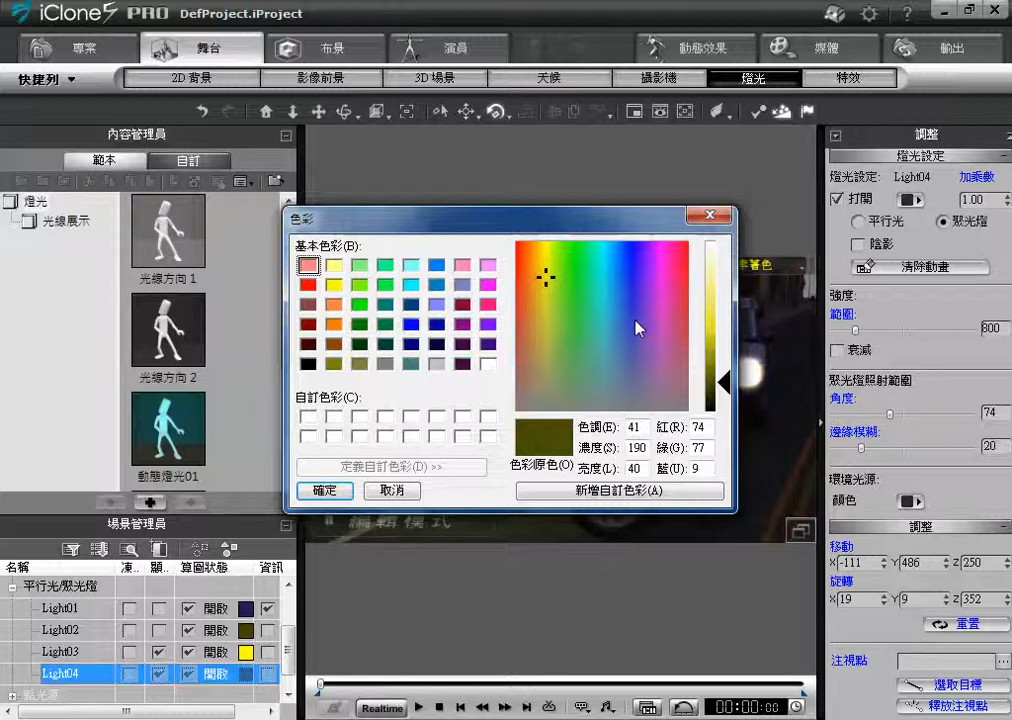 iClone5 PRO DefProject.iProject
專案 舞台 布景 演員 動態效果 媒體 輸出
快捷列 2D 背景 影像前景 3D 場景 天候 攝影機 燈光 特效
內容管理員
範本 自訂
燈光
光線展示
光線方向 1
光線方向 2
動態燈光01
場景管理員
名稱 凍.. 顯.. 算圖狀態 資訊
平行光/聚光燈
Light01 開啟
Light02 開啟
Light03 開啟
Light04 開啟
點光源
色彩
基本色彩(B):
自訂色彩(C):
定義自訂色彩(D) >>
確定 取消
色彩|原色(O)
色調(E): 41 紅(R): 74
濃度(S): 190 綠(G): 77
亮度(L): 40 藍(U): 9
新增自訂色彩(A)
著色
編輯模式
Realtime 00:00:00
調整
燈光設定
燈光設定: Light04 加乘數
打開 1.00
平行光 聚光燈
陰影
清除動畫
強度:
範圍: 800
衰減
聚光燈照射範圍
角度: 74
邊緣模糊: 20
環境光源:
顏色
調整
移動
X -111 Y 486 Z 250
旋轉
X 19 Y 9 Z 352
重置
注視點
選取目標
釋放注視點